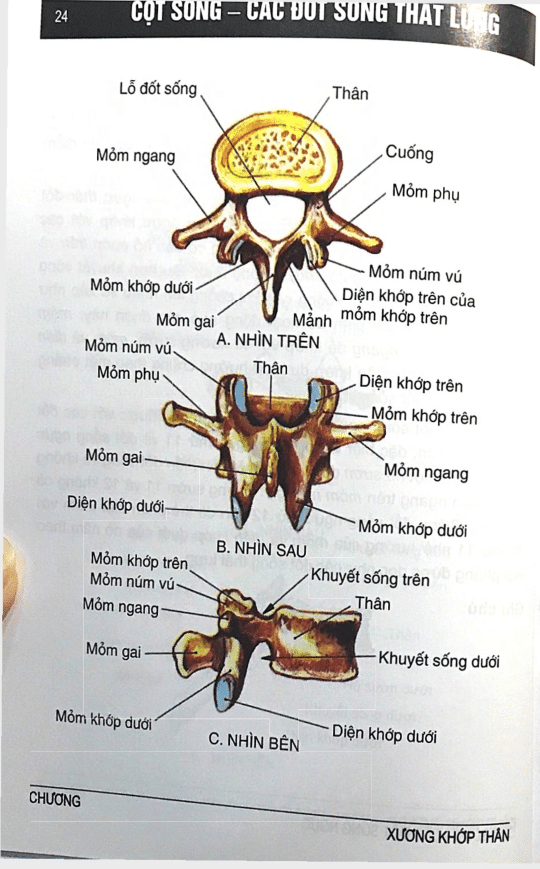 24
CỘT SỐNG – CÁC ĐỐT SỐNG THẮT LƯNG
Lỗ đốt sống
Thân
Mỏm ngang
Cuống
Mỏm phụ
Mỏm núm vú
Mỏm khớp dưới
Diện khớp trên của
mỏm khớp trên
Mỏm gai
Mảnh
A. NHÌN TRÊN
Mỏm núm vú
Thân
Mỏm phụ
Diện khớp trên
Mỏm khớp trên
Mỏm gai
Mỏm ngang
Diện khớp dưới
Mỏm khớp dưới
B. NHÌN SAU
Mỏm khớp trên
Khuyết sống trên
Mỏm núm vú
Thân
Mỏm ngang
Mỏm gai
Khuyết sống dưới
Mỏm khớp dưới
Diện khớp dưới
C. NHÌN BÊN
CHƯƠNG
XƯƠNG KHỚP THÂN